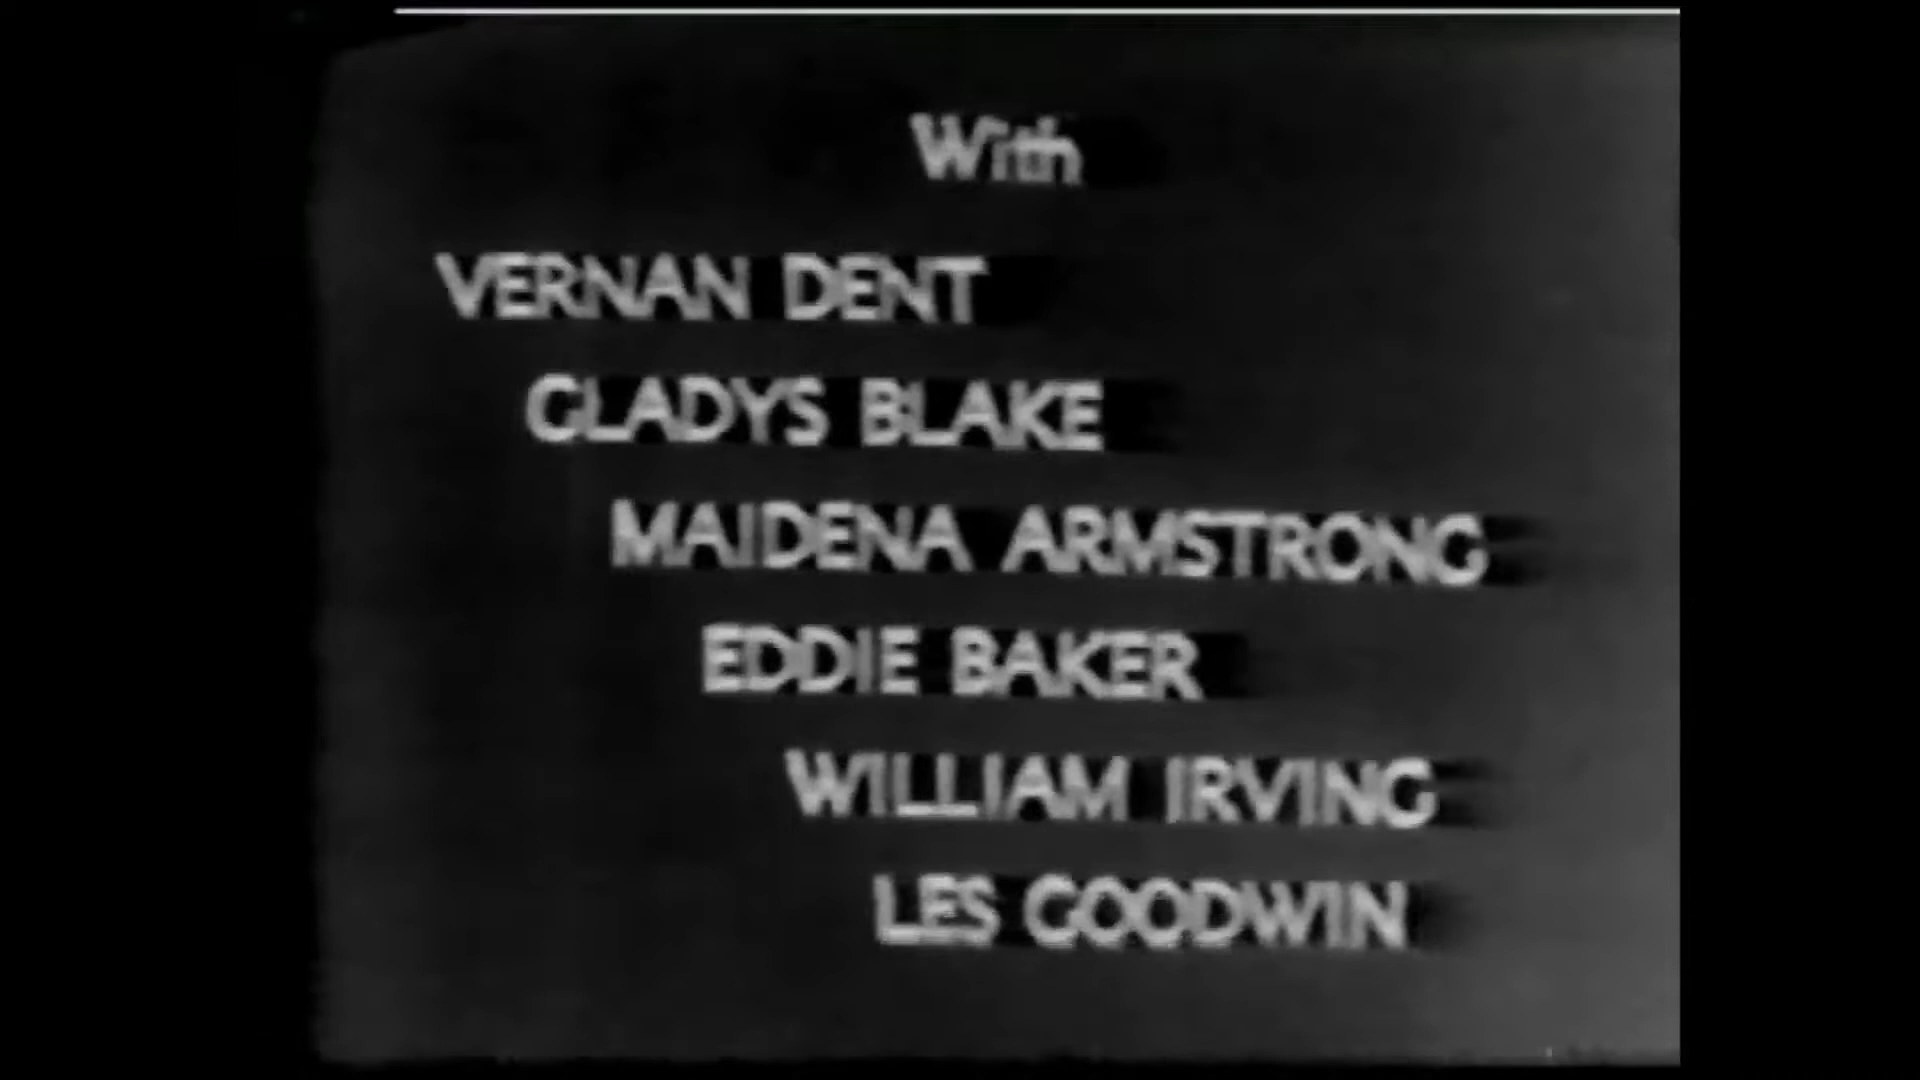 With
VERNAN DENT
GLADYS BLAKE
MAIDENA ARMSTRONG
EDDIE BAKER
WILLIAM IRVING
LES GOODWIN